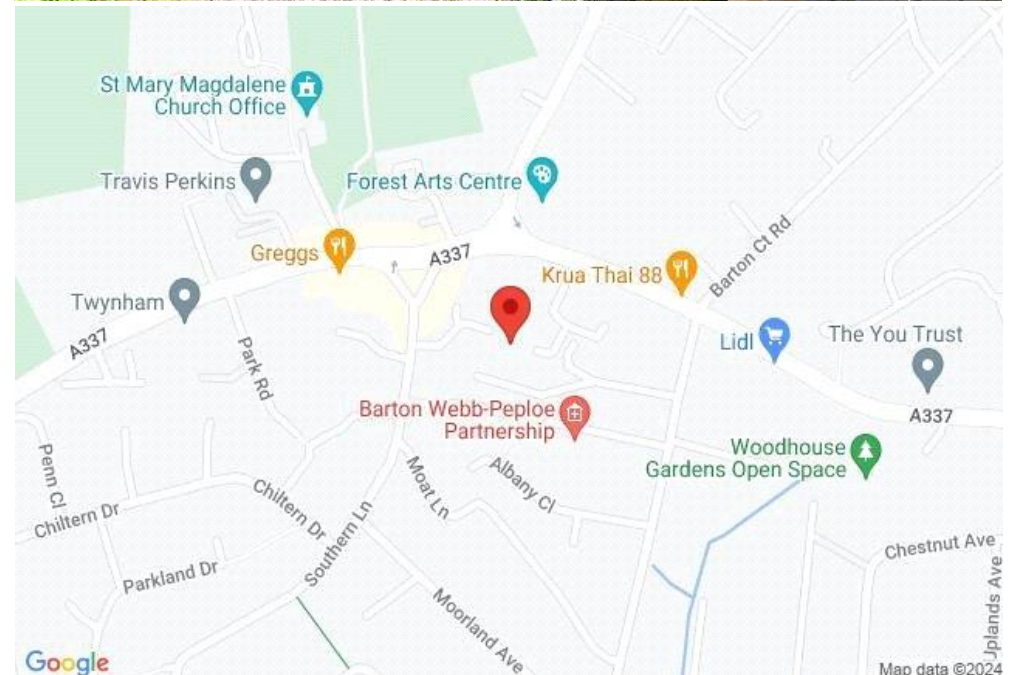 St Mary Magdalene
Church Office
Travis Perkins
Forest Arts Centre
Greggs
A337
Krua Thai 88
Barton Ct Rd
Twynham
A337
Lidl
The You Trust
Park Rd
A337
Barton Webb-Peploe
Partnership
Woodhouse
Gardens Open Space
Penn Cl
Albany Cl
Moat Ln
Chiltern Dr
Chiltern Dr
Southern Ln
Chestnut Ave
Parkland Dr
Moorland Ave
Jplands Ave
Google
Map data ©2024